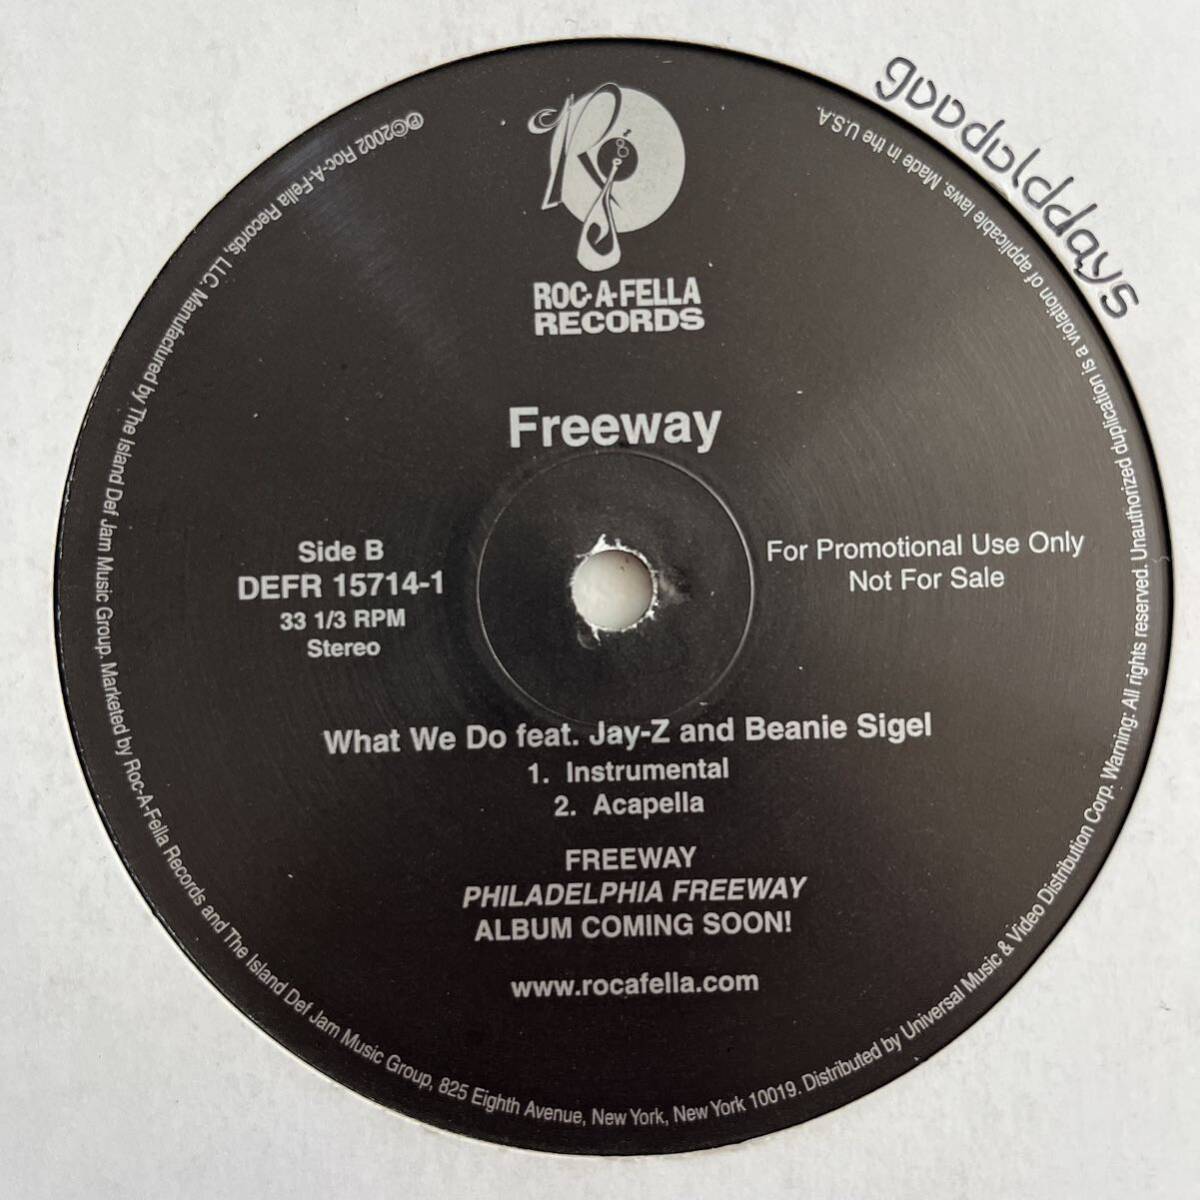 goodolddays
ROC-A-FELLA
RECORDS
Freeway
Side B
DEFR 15714-1
33 1/3 RPM
Stereo
For Promotional Use Only
Not For Sale
What We Do feat. Jay-Z and Beanie Sigel
1. Instrumental
2. Acapella
FREEWAY
PHILADELPHIA FREEWAY
ALBUM COMING SOON!
www.rocafella.com
℗©2002 Roc-A-Fella Records, LLC. Manufactured by The Island Def Jam Music Group. Marketed by Roc-A-Fella Records and The Island Def Jam Music Group, 825 Eighth Avenue, New York, New York 10019. Distributed by Universal Music & Video Distribution Corp. Warning: All rights reserved. Unauthorized duplication is a violation of applicable laws. Made in the U.S.A.